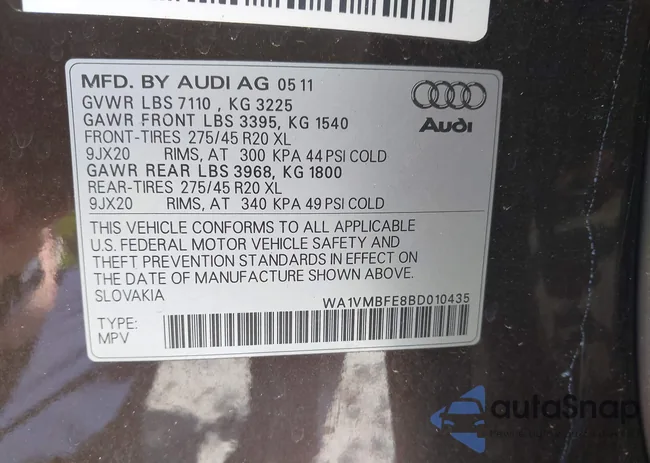 MFD. BY AUDI AG 05 11
GVWR LBS 7110 , KG 3225
GAWR FRONT LBS 3395, KG 1540
FRONT-TIRES 275/45 R20 XL
9JX20 RIMS, AT 300 KPA 44 PSI COLD
GAWR REAR LBS 3968, KG 1800
REAR-TIRES 275/45 R20 XL
9JX20 RIMS, AT 340 KPA 49 PSI COLD
THIS VEHICLE CONFORMS TO ALL APPLICABLE
U.S. FEDERAL MOTOR VEHICLE SAFETY AND
THEFT PREVENTION STANDARDS IN EFFECT ON
THE DATE OF MANUFACTURE SHOWN ABOVE.
SLOVAKIA WA1VMBFE8BD010435
TYPE:
MPV
Audi
autoSnap